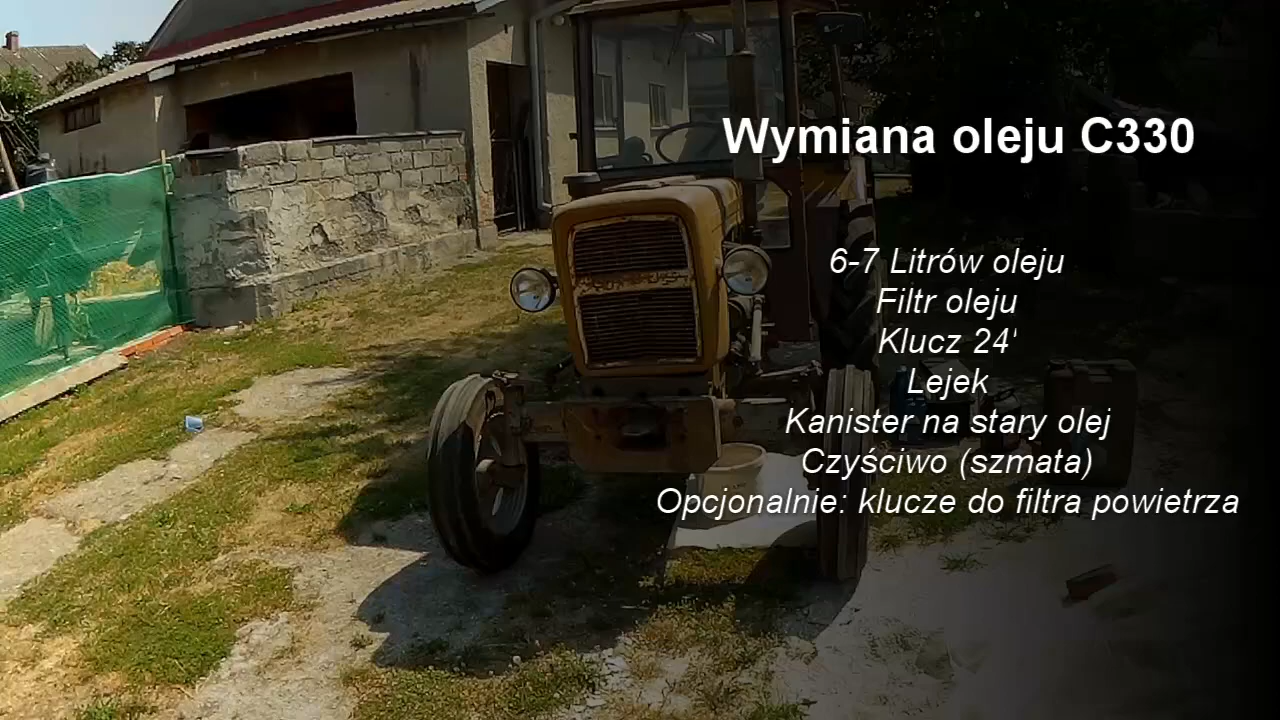 Wymiana oleju C330
6-7 Litrów oleju
Filtr oleju
Klucz 24'
Lejek
Kanister na stary olej
Czyściwo (szmata)
Opcjonalnie: klucze do filtra powietrza